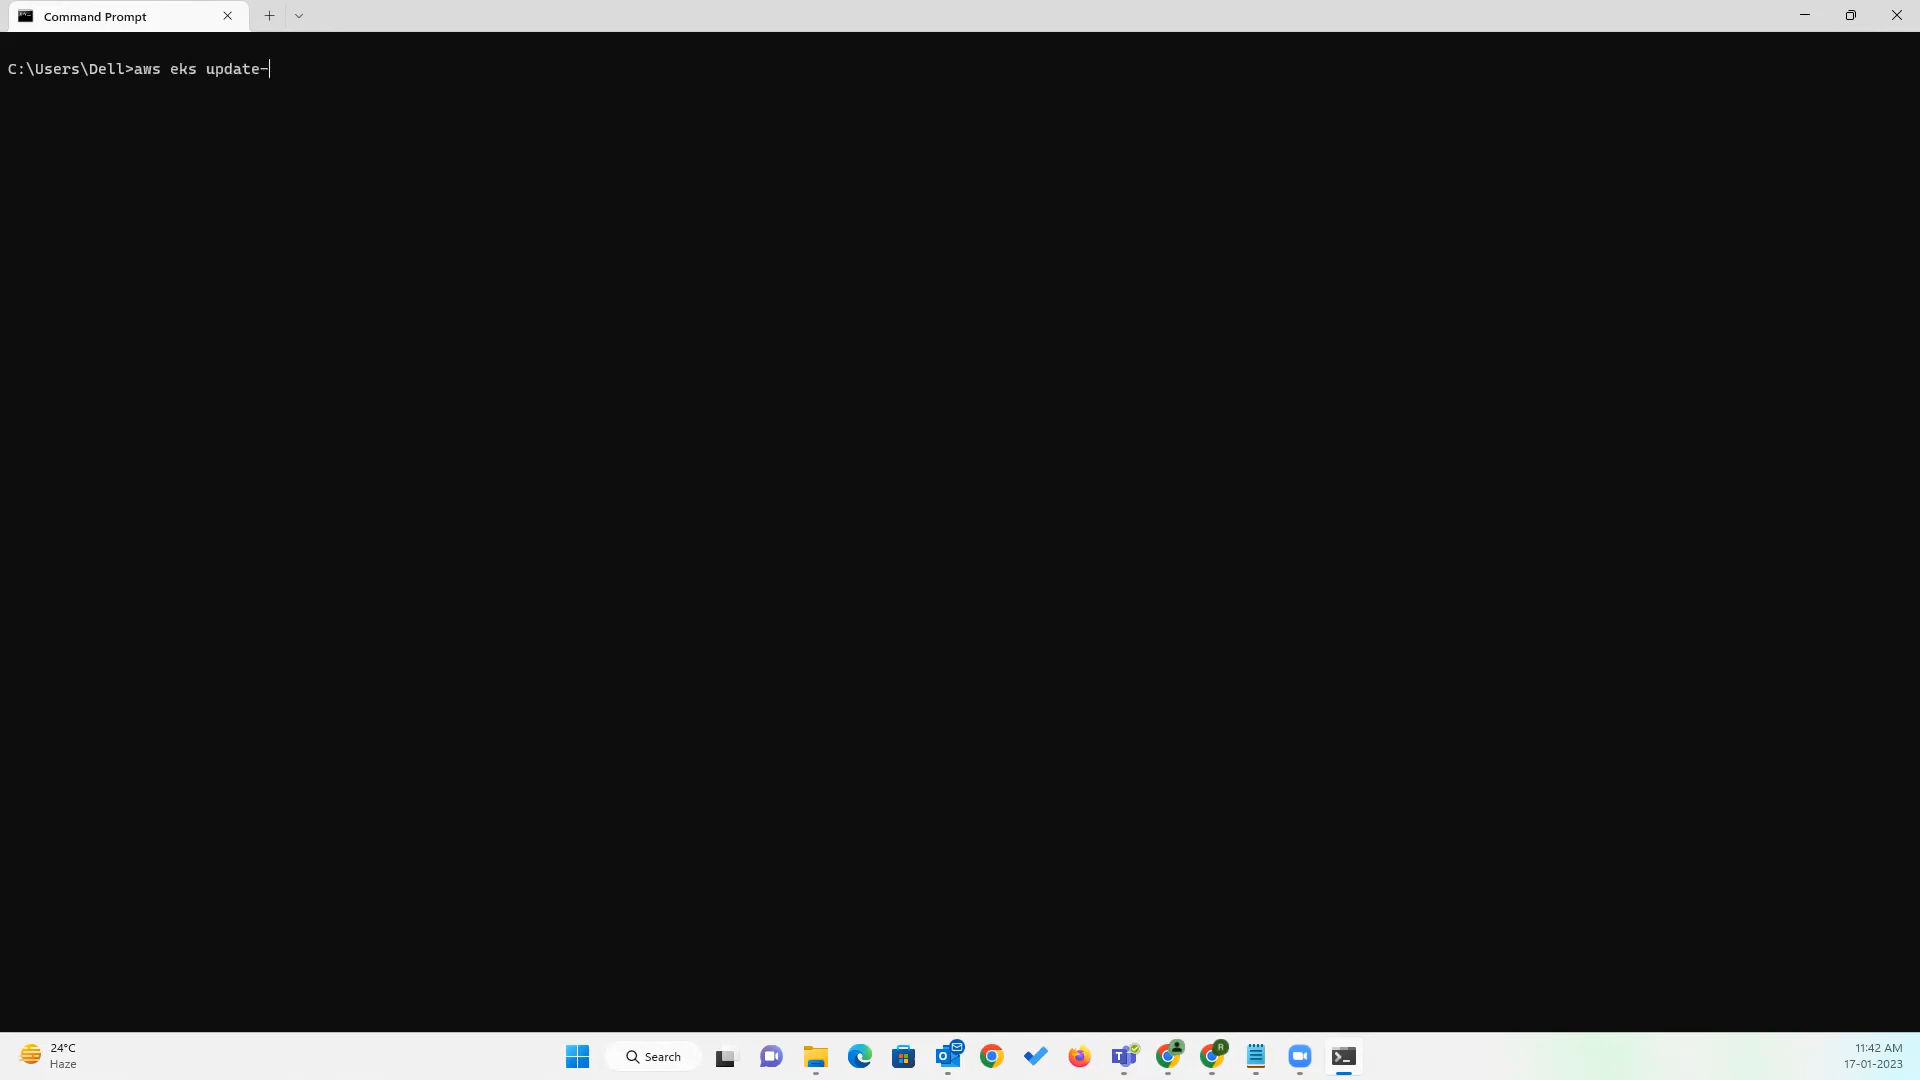 Command Prompt
C:\Users\Dell>aws eks update-
24°C
Haze
Search
11:42 AM
17-01-2023